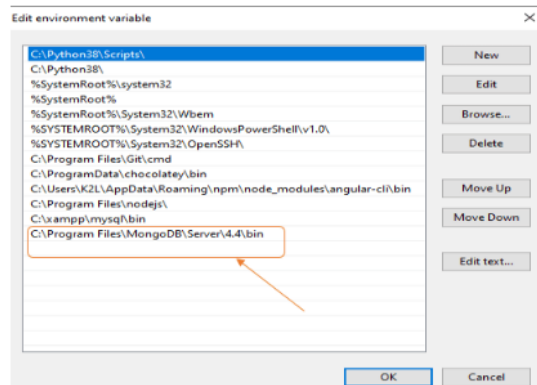 Edit environment variable
C:\Python38\Scripts\
C:\Python38\
%SystemRoot%\system32
%SystemRoot%
%SystemRoot%\System32\Wbem
%SYSTEMROOT%\System32\WindowsPowerShell\v1.0\
%SYSTEMROOT%\System32\OpenSSH\
C:\Program Files\Git\cmd
C:\ProgramData\chocolatey\bin
C:\Users\K2L\AppData\Roaming\npm\node_modules\angular-cli\bin
C:\Program Files\nodejs\
C:\xampp\mysql\bin
C:\Program Files\MongoDB\Server\4.4\bin
New
Edit
Browse...
Delete
Move Up
Move Down
Edit text...
OK
Cancel